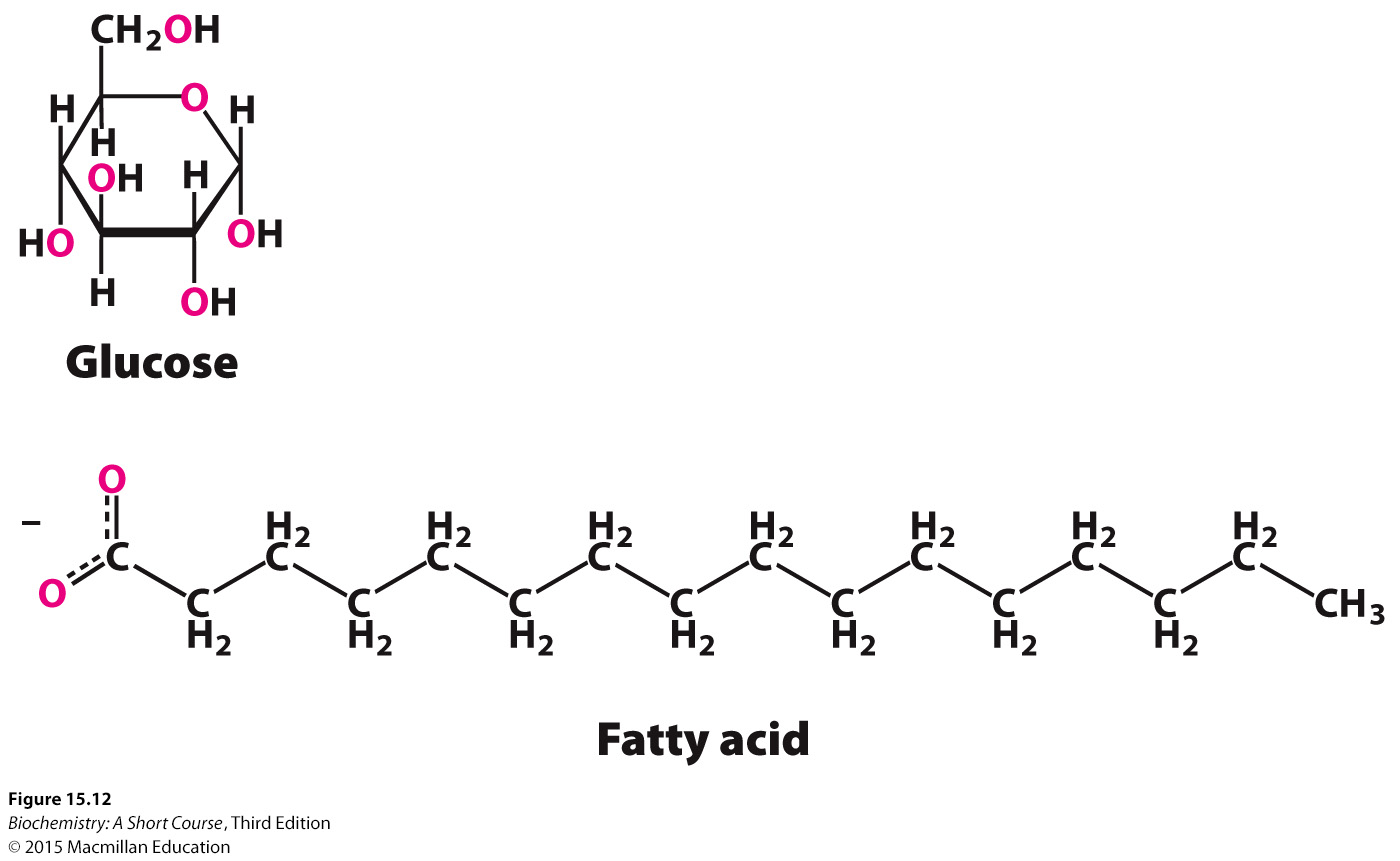 CH2OH
H O H
H
OH H
HO OH
H
OH
Glucose
O
–
H2 H2 H2 H2 H2 H2 H2
C C C C C C C C
O C C C C C C C CH3
H2 H2 H2 H2 H2 H2 H2
Fatty acid
Figure 15.12
Biochemistry: A Short Course, Third Edition
© 2015 Macmillan Education